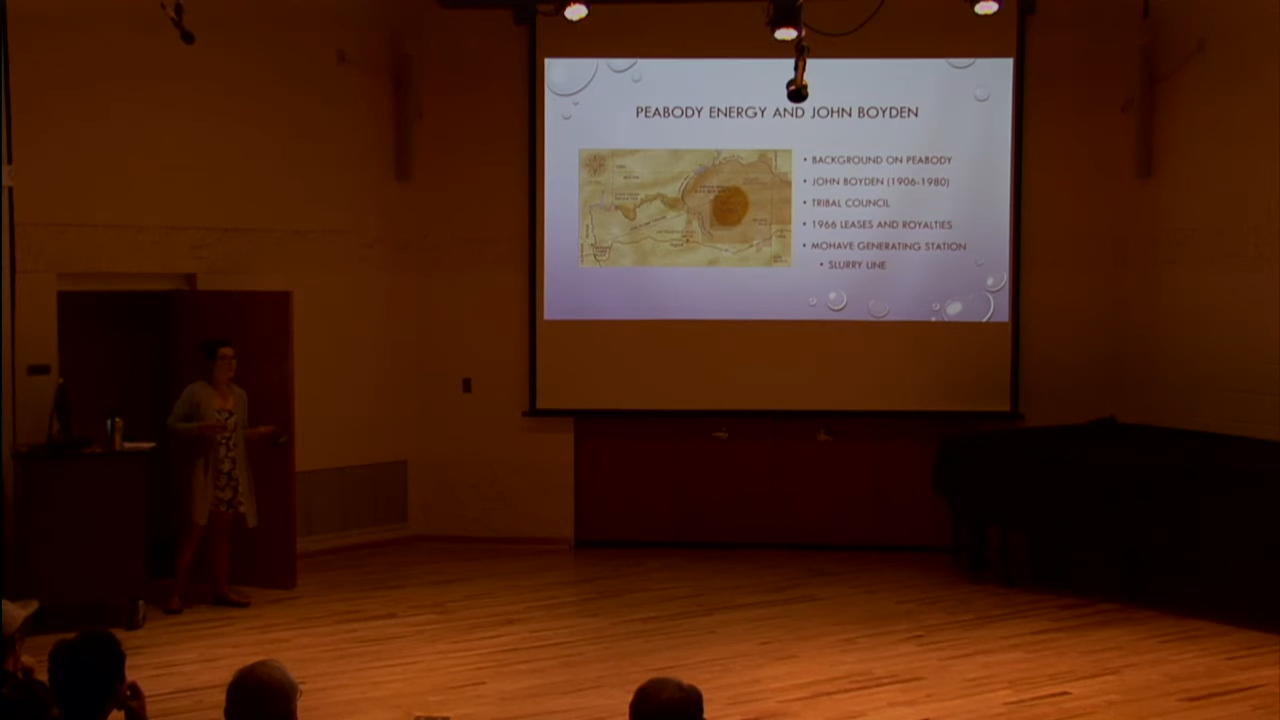 PEABODY ENERGY AND JOHN BOYDEN
• BACKGROUND ON PEABODY
• JOHN BOYDEN (1906-1980)
• TRIBAL COUNCIL
• 1966 LEASES AND ROYALTIES
• MOHAVE GENERATING STATION
• SLURRY LINE